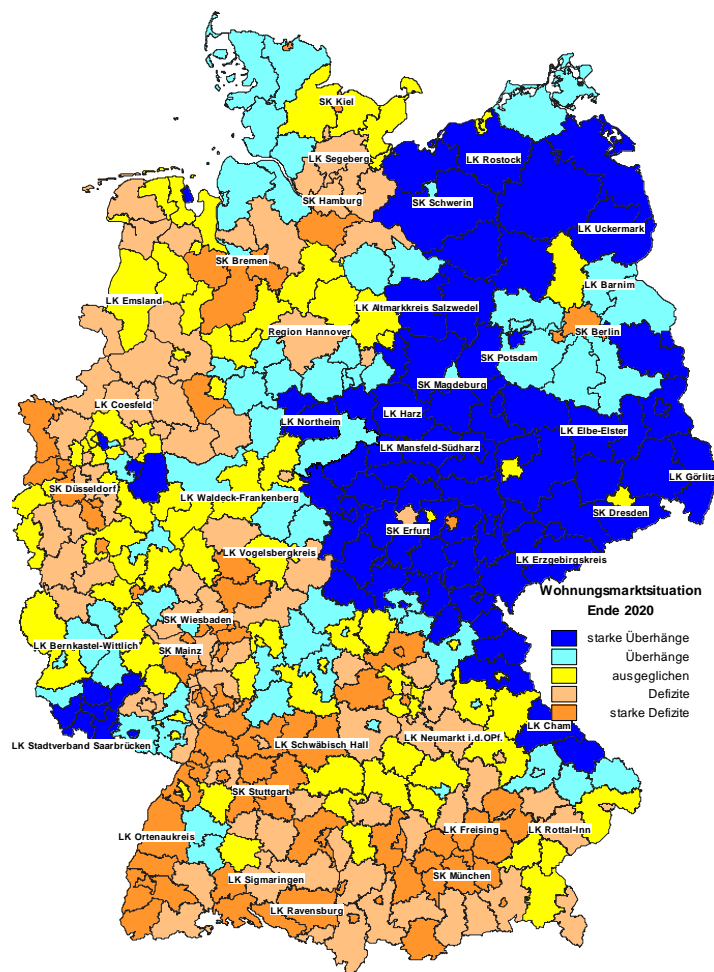 SK Kiel
LK Rostock
LK Segeberg
SK Schwerin
SK Hamburg
LK Uckermark
SK Bremen
LK Barnim
LK Emsland
LK Altmarkkreis Salzwedel
Region Hannover
SK Berlin
SK Potsdam
SK Magdeburg
LK Coesfeld
LK Harz
LK Northeim
LK Elbe-Elster
LK Mansfeld-Südharz
LK Görlitz
SK Düsseldorf
LK Waldeck-Frankenberg
SK Dresden
SK Erfurt
LK Vogelsbergkreis
LK Erzgebirgskreis
Wohnungsmarktsituation
Ende 2020
starke Überhänge
Überhänge
ausgeglichen
Defizite
starke Defizite
SK Wiesbaden
LK Bernkastel-Wittlich
SK Mainz
LK Cham
LK Neumarkt i.d.OPf.
LK Stadtverband Saarbrücken
LK Schwäbisch Hall
SK Stuttgart
LK Freising
LK Rottal-Inn
LK Ortenaukreis
SK München
LK Sigmaringen
LK Ravensburg